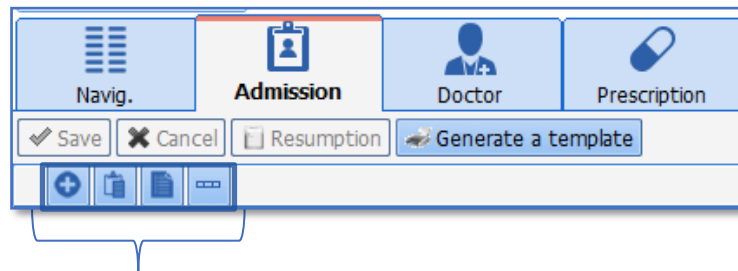 Navig. Admission Doctor Prescription
Save Cancel Resumption Generate a template